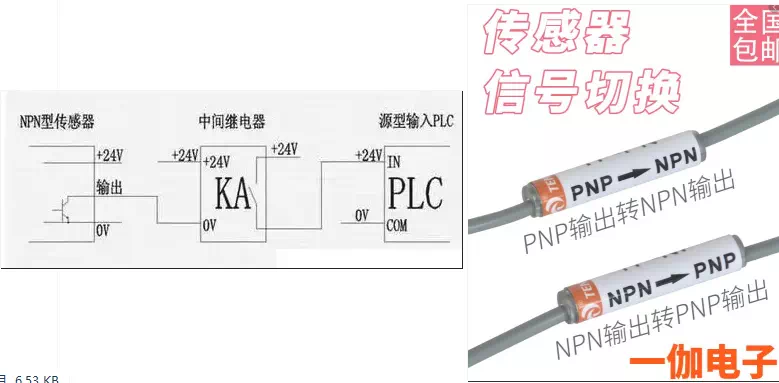 NPN型传感器
中间继电器
源型输入PLC
+24V
+24V
+24V
+24V
+24V
IN
输出
KA
PLC
0V
0V
0V
COM
6.53 KB
传感器
信号切换
全国
包邮
PNP → NPN
PNP输出转NPN输出
NPN → PNP
NPN输出转PNP输出
一伽电子